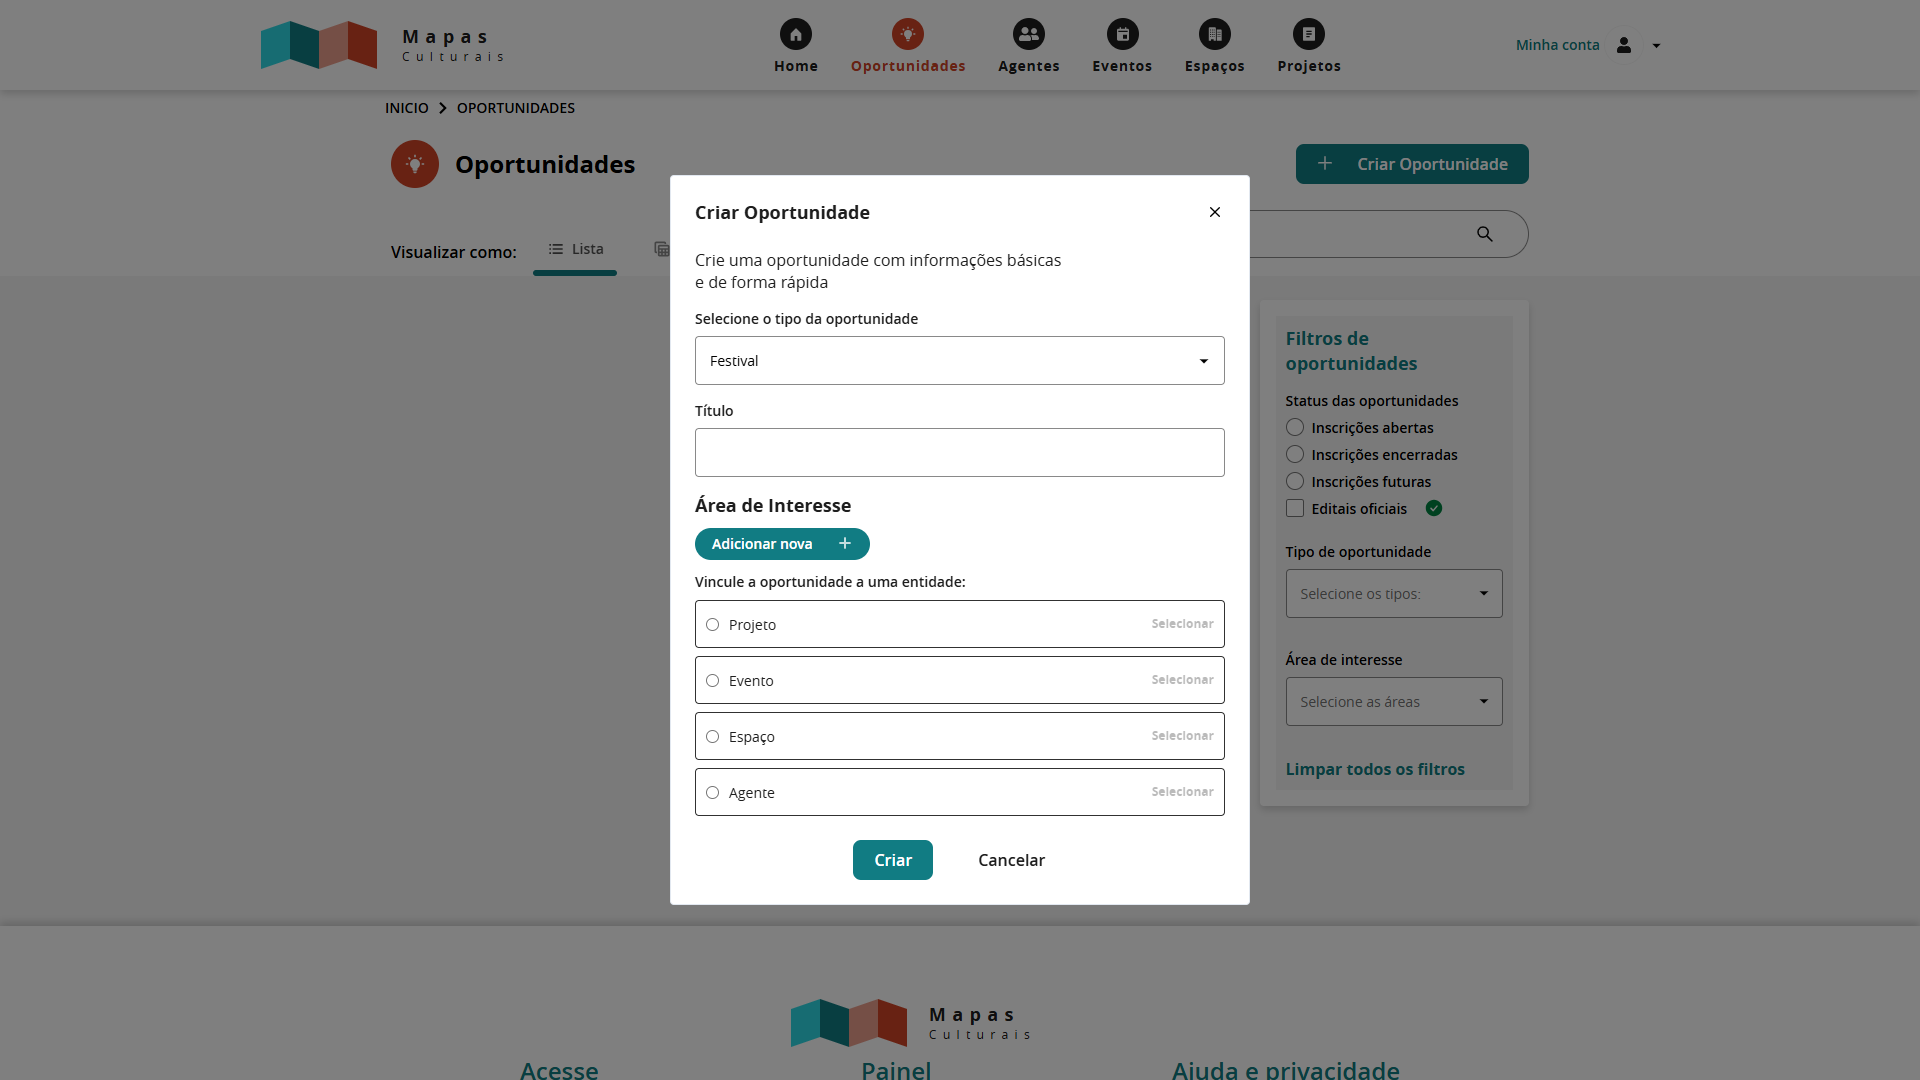 Mapas
Culturais
Home
Oportunidades
Agentes
Eventos
Espaços
Projetos
Minha conta
INICIO
OPORTUNIDADES
Oportunidades
Criar Oportunidade
Visualizar como:
Lista
Criar Oportunidade
Crie uma oportunidade com informações básicas
e de forma rápida
Selecione o tipo da oportunidade
Festival
Título
Área de Interesse
Adicionar nova
Vincule a oportunidade a uma entidade:
Projeto
Selecionar
Evento
Selecionar
Espaço
Selecionar
Agente
Selecionar
Criar
Cancelar
Filtros de
oportunidades
Status das oportunidades
Inscrições abertas
Inscrições encerradas
Inscrições futuras
Editais oficiais
Tipo de oportunidade
Selecione os tipos:
Área de interesse
Selecione as áreas
Limpar todos os filtros
Mapas
Culturais
Acesse
Painel
Ajuda e privacidade